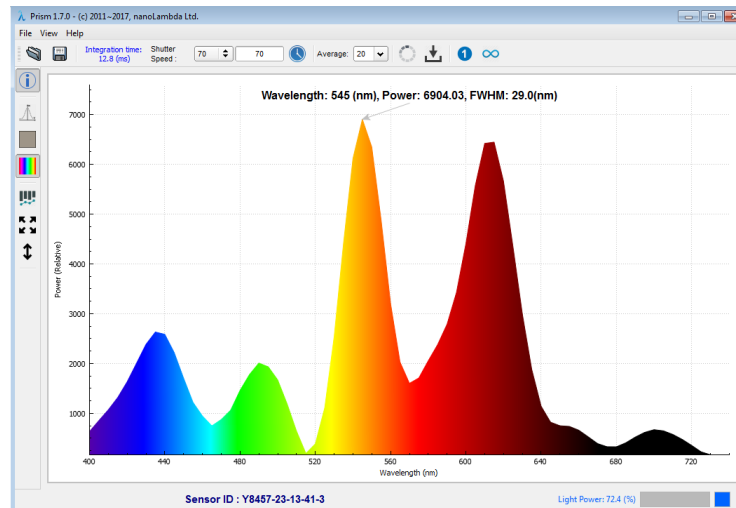 Prism 1.7.0 - (c) 2011~2017, nanoLambda Ltd.
File View Help
Integration time: 12.8 (ms)
Shutter Speed :
70
70
Average: 20
1
Wavelength: 545 (nm), Power: 6904.03, FWHM: 29.0(nm)
7000
6000
5000
4000
3000
2000
1000
Power (Relative)
400 440 480 520 560 600 640 680 720
Wavelength (nm)
Sensor ID : Y8457-23-13-41-3
Light Power: 72.4 (%)